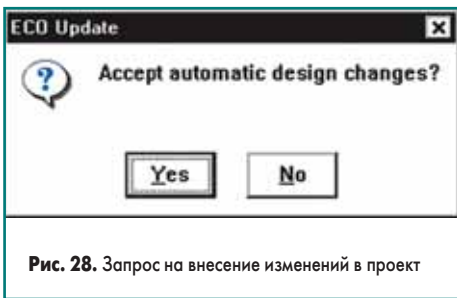 ECO Update
Accept automatic design changes?
Yes
No
Рис. 28. Запрос на внесение изменений в проект